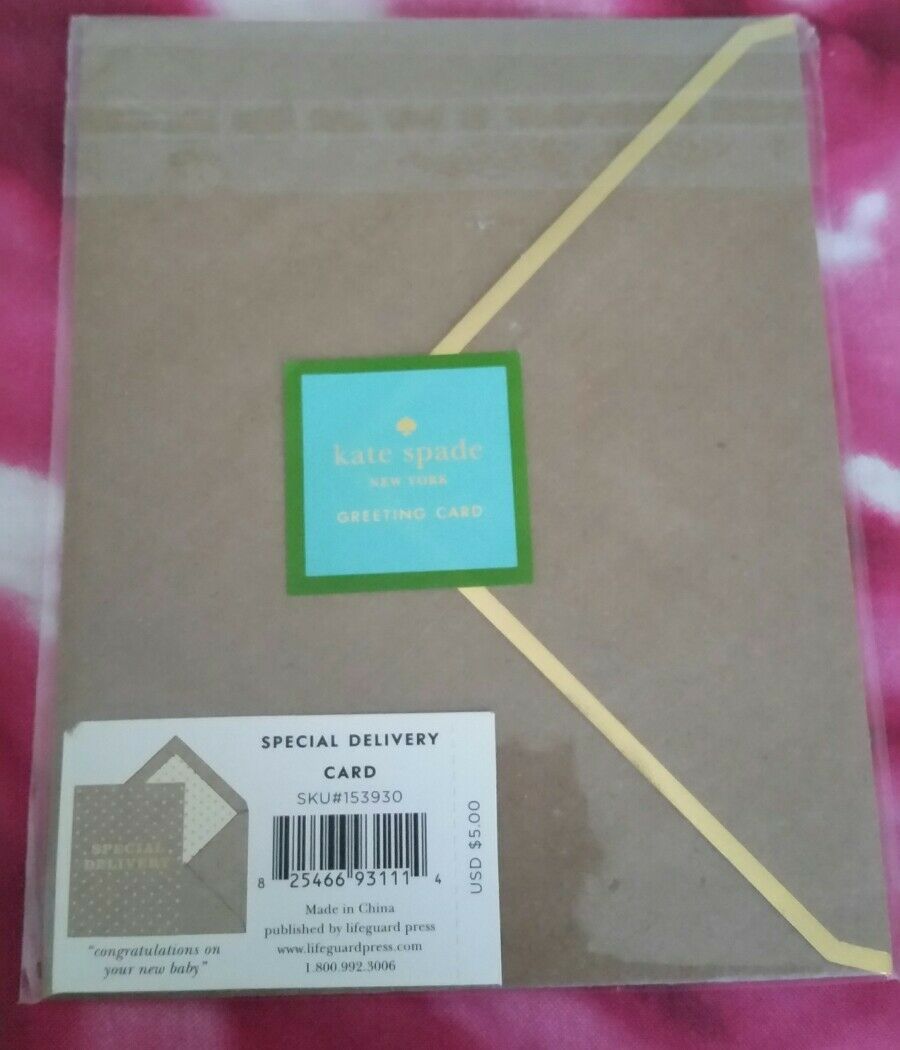 kate spade
NEW YORK
GREETING CARD
SPECIAL DELIVERY
CARD
SKU#153930
8 25466 93111 4
USD $5.00
Made in China
published by lifeguard press
www.lifeguardpress.com
1.800.992.3006
SPECIAL
DELIVERY
"congratulations on
your new baby"